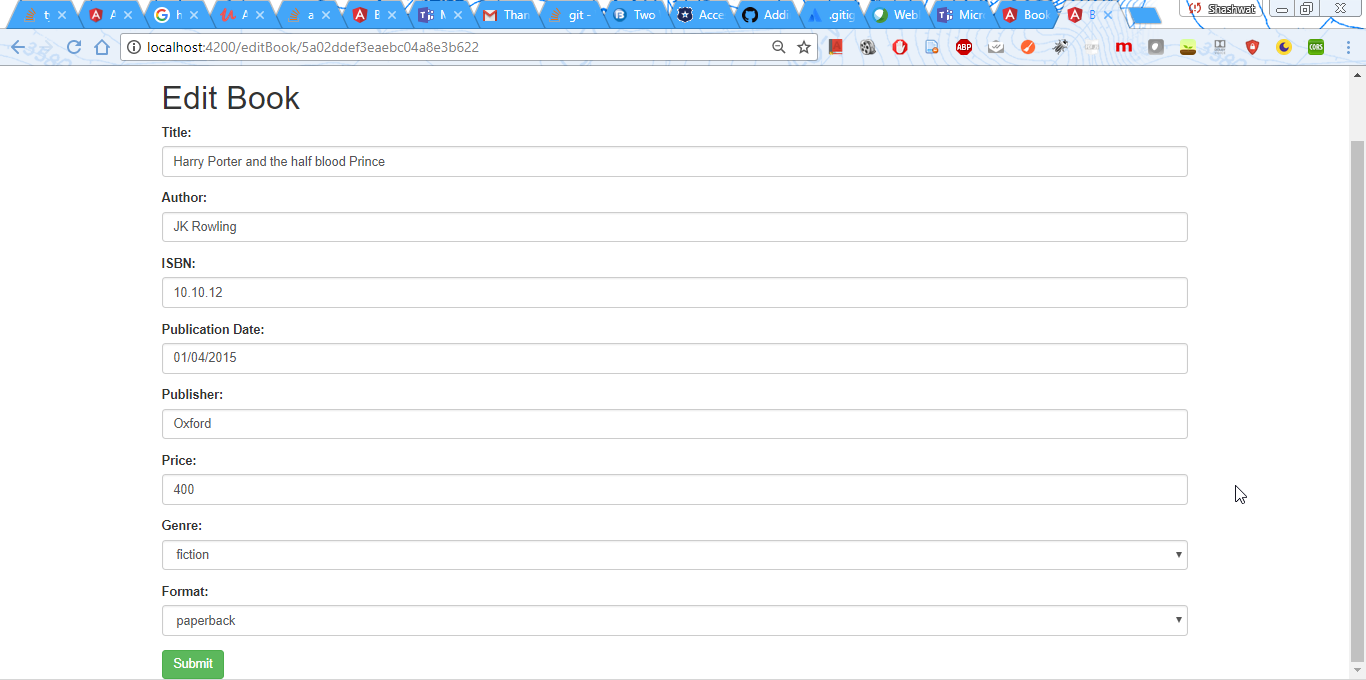 Thar
git -
Two
Acce
Addi
.gitig
Web
Micr
Book
Shashwat
localhost:4200/editBook/5a02ddef3eaebc04a8e3b622
ABP
m
CORS
Edit Book
Title:
Harry Porter and the half blood Prince
Author:
JK Rowling
ISBN:
10.10.12
Publication Date:
01/04/2015
Publisher:
Oxford
Price:
400
Genre:
fiction
Format:
paperback
Submit